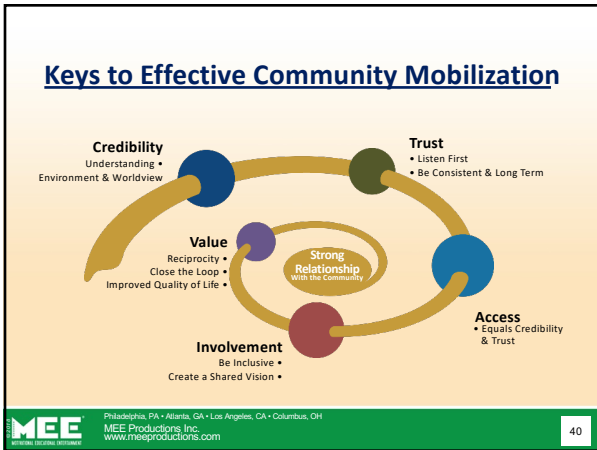 Keys to Effective Community Mobilization
Credibility
Understanding •
Environment & Worldview
Trust
• Listen First
• Be Consistent & Long Term
Value
Reciprocity •
Close the Loop •
Improved Quality of Life •
Strong
Relationship
With the Community
Access
• Equals Credibility
& Trust
Involvement
Be Inclusive •
Create a Shared Vision •
MEE
MOTIVATIONAL EDUCATIONAL ENTERTAINMENT
Philadelphia, PA • Atlanta, GA • Los Angeles, CA • Columbus, OH
MEE Productions Inc.
www.meeproductions.com
40